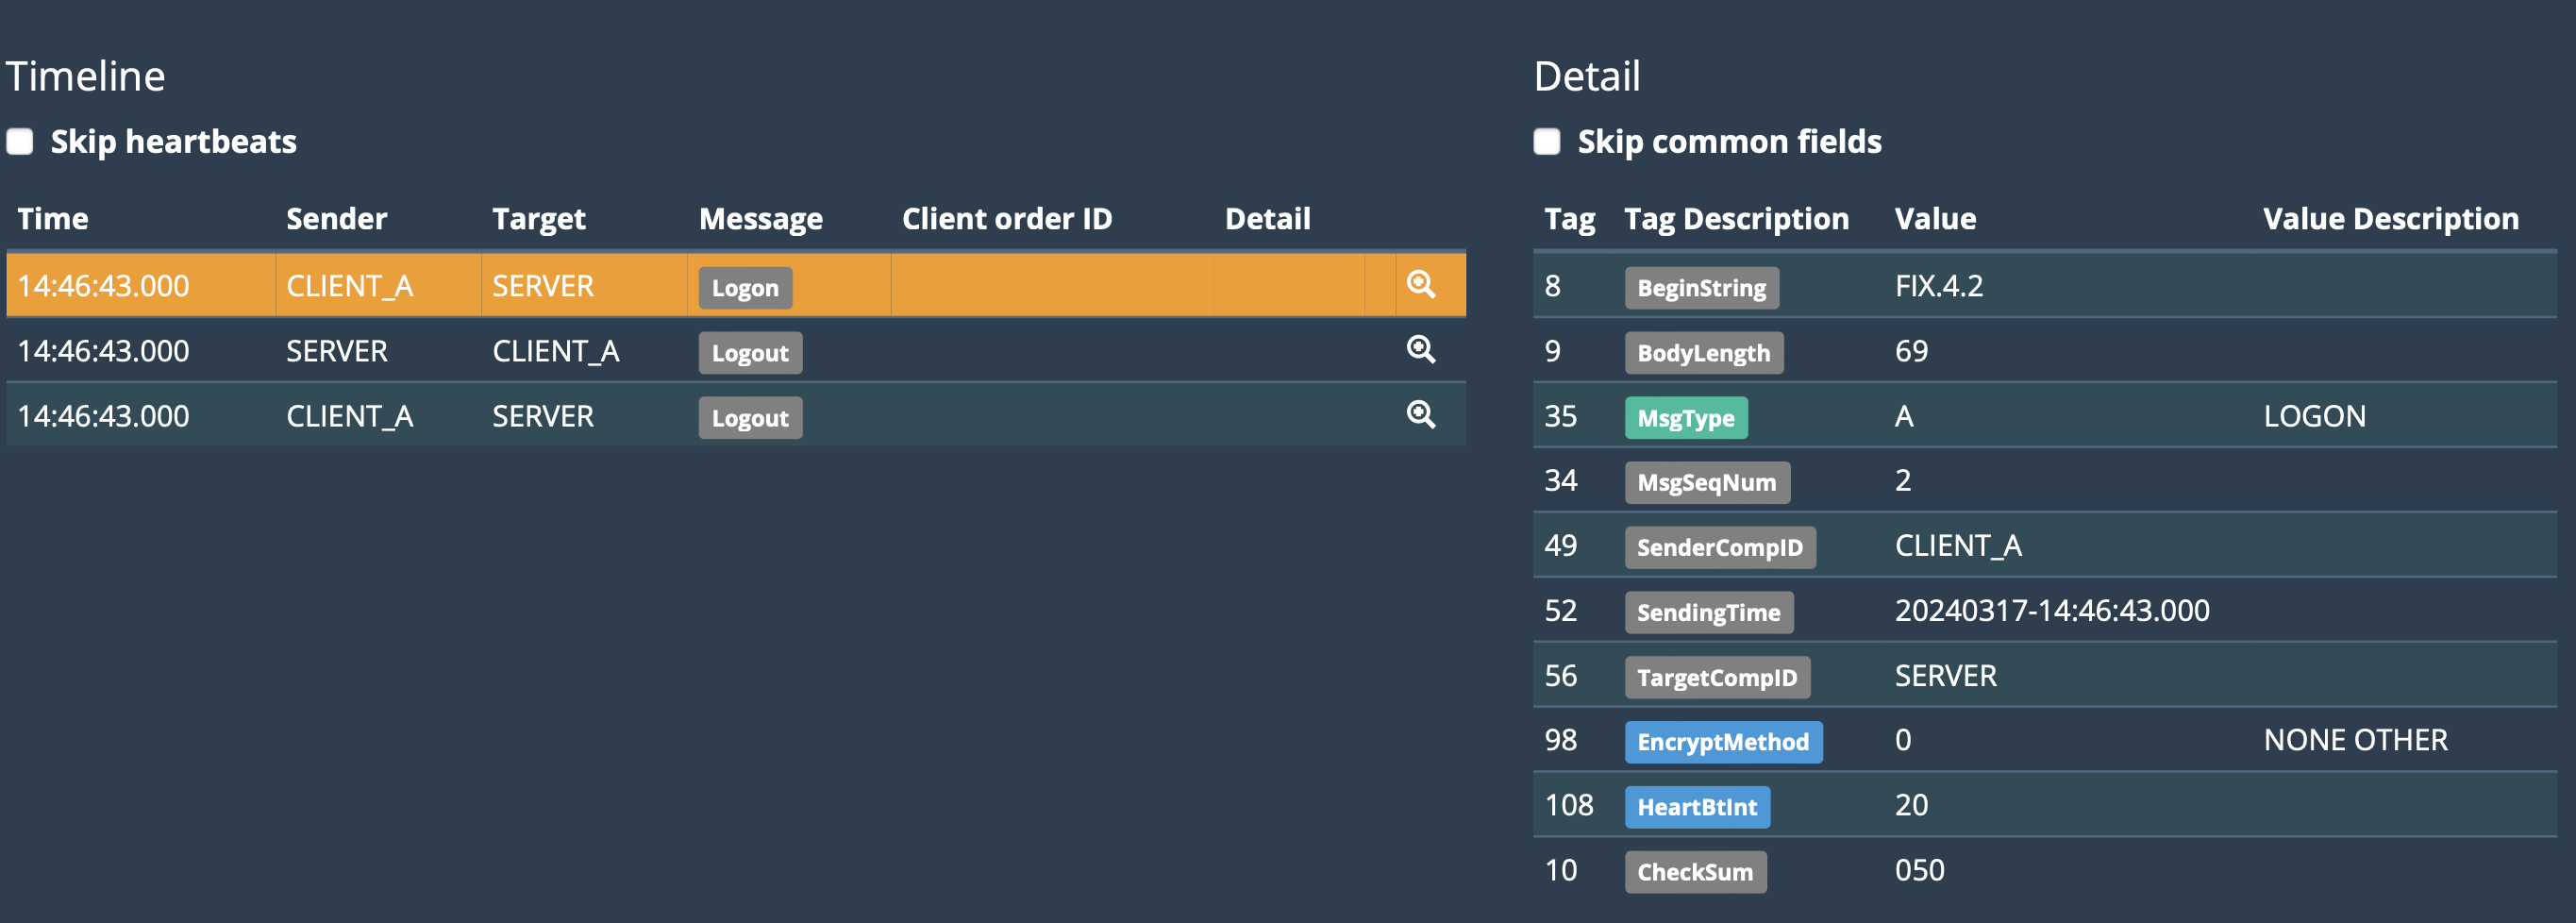 Timeline
Skip heartbeats
Time Sender Target Message Client order ID Detail
14:46:43.000 CLIENT_A SERVER Logon
14:46:43.000 SERVER CLIENT_A Logout
14:46:43.000 CLIENT_A SERVER Logout
Detail
Skip common fields
Tag Tag Description Value Value Description
8 BeginString FIX.4.2
9 BodyLength 69
35 MsgType A LOGON
34 MsgSeqNum 2
49 SenderCompID CLIENT_A
52 SendingTime 20240317-14:46:43.000
56 TargetCompID SERVER
98 EncryptMethod 0 NONE OTHER
108 HeartBtInt 20
10 CheckSum 050